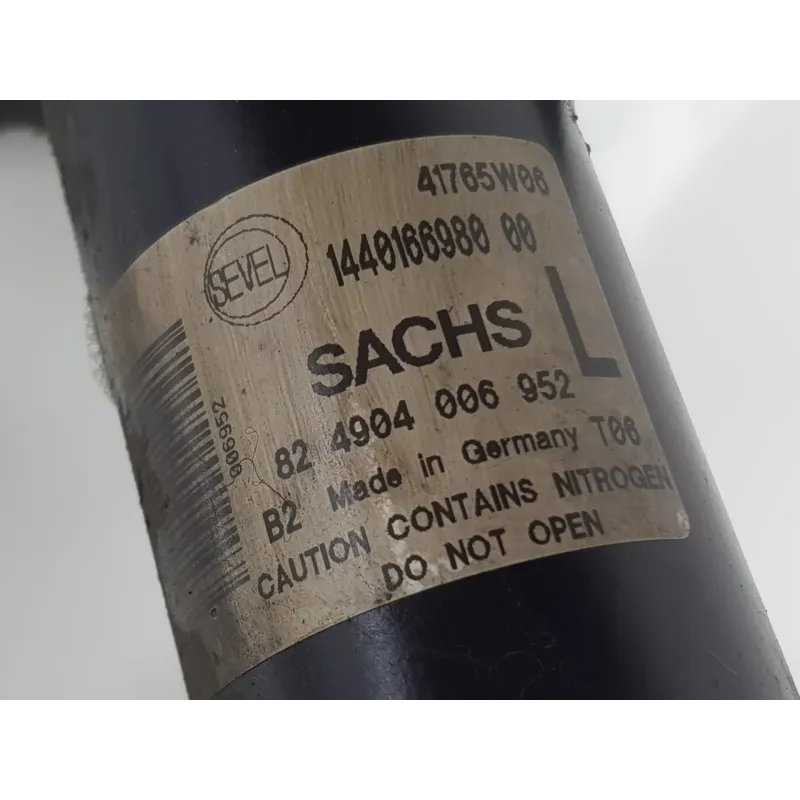 41765W06
SEVEL
1440166980 00
SACHS L
82 4904 006 952
B2 Made in Germany T06
CAUTION CONTAINS NITROGEN
DO NOT OPEN
006952